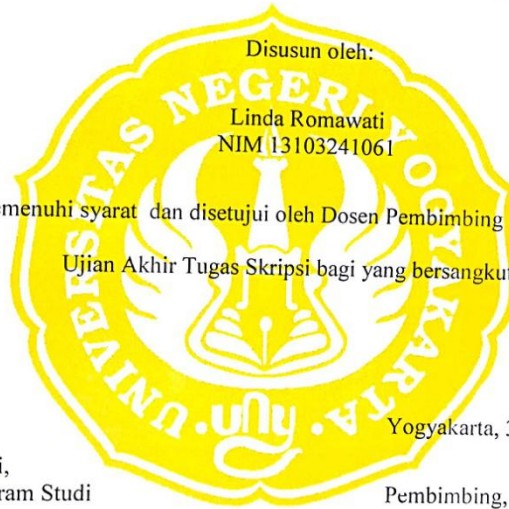 Disusun oleh:
Linda Romawati
NIM 13103241061
emenuhi syarat dan disetujui oleh Dosen Pembimbing
Ujian Akhir Tugas Skripsi bagi yang bersangkut
UNIVERSITAS NEGERI YOGYAKARTA
uny
Yogyakarta, 3
i,
ram Studi
Pembimbing,